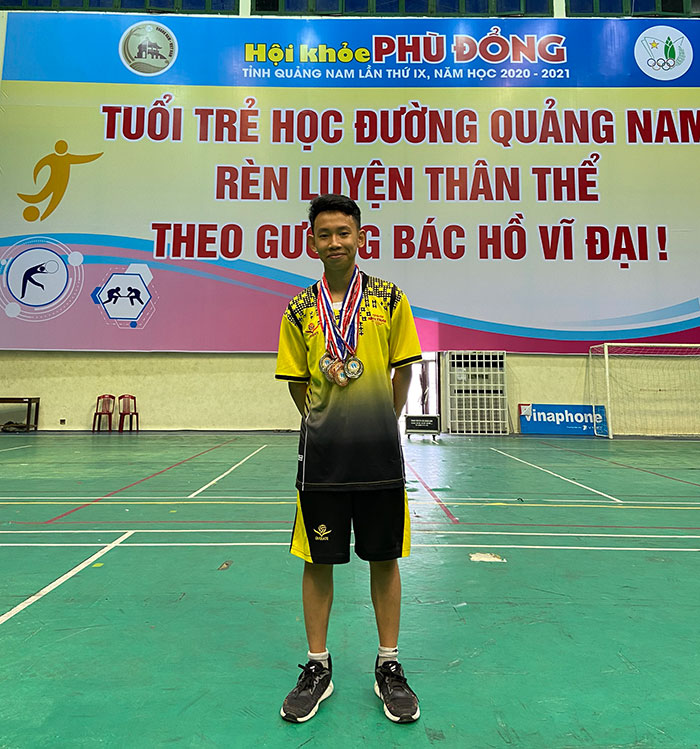 Hội khỏe PHÙ ĐỔNG
TỈNH QUẢNG NAM LẦN THỨ IX, NĂM HỌC 2020 - 2021
TUỔI TRẺ HỌC ĐƯỜNG QUẢNG NAM
RÈN LUYỆN THÂN THỂ
THEO GƯƠNG BÁC HỒ VĨ ĐẠI !
vinaphone